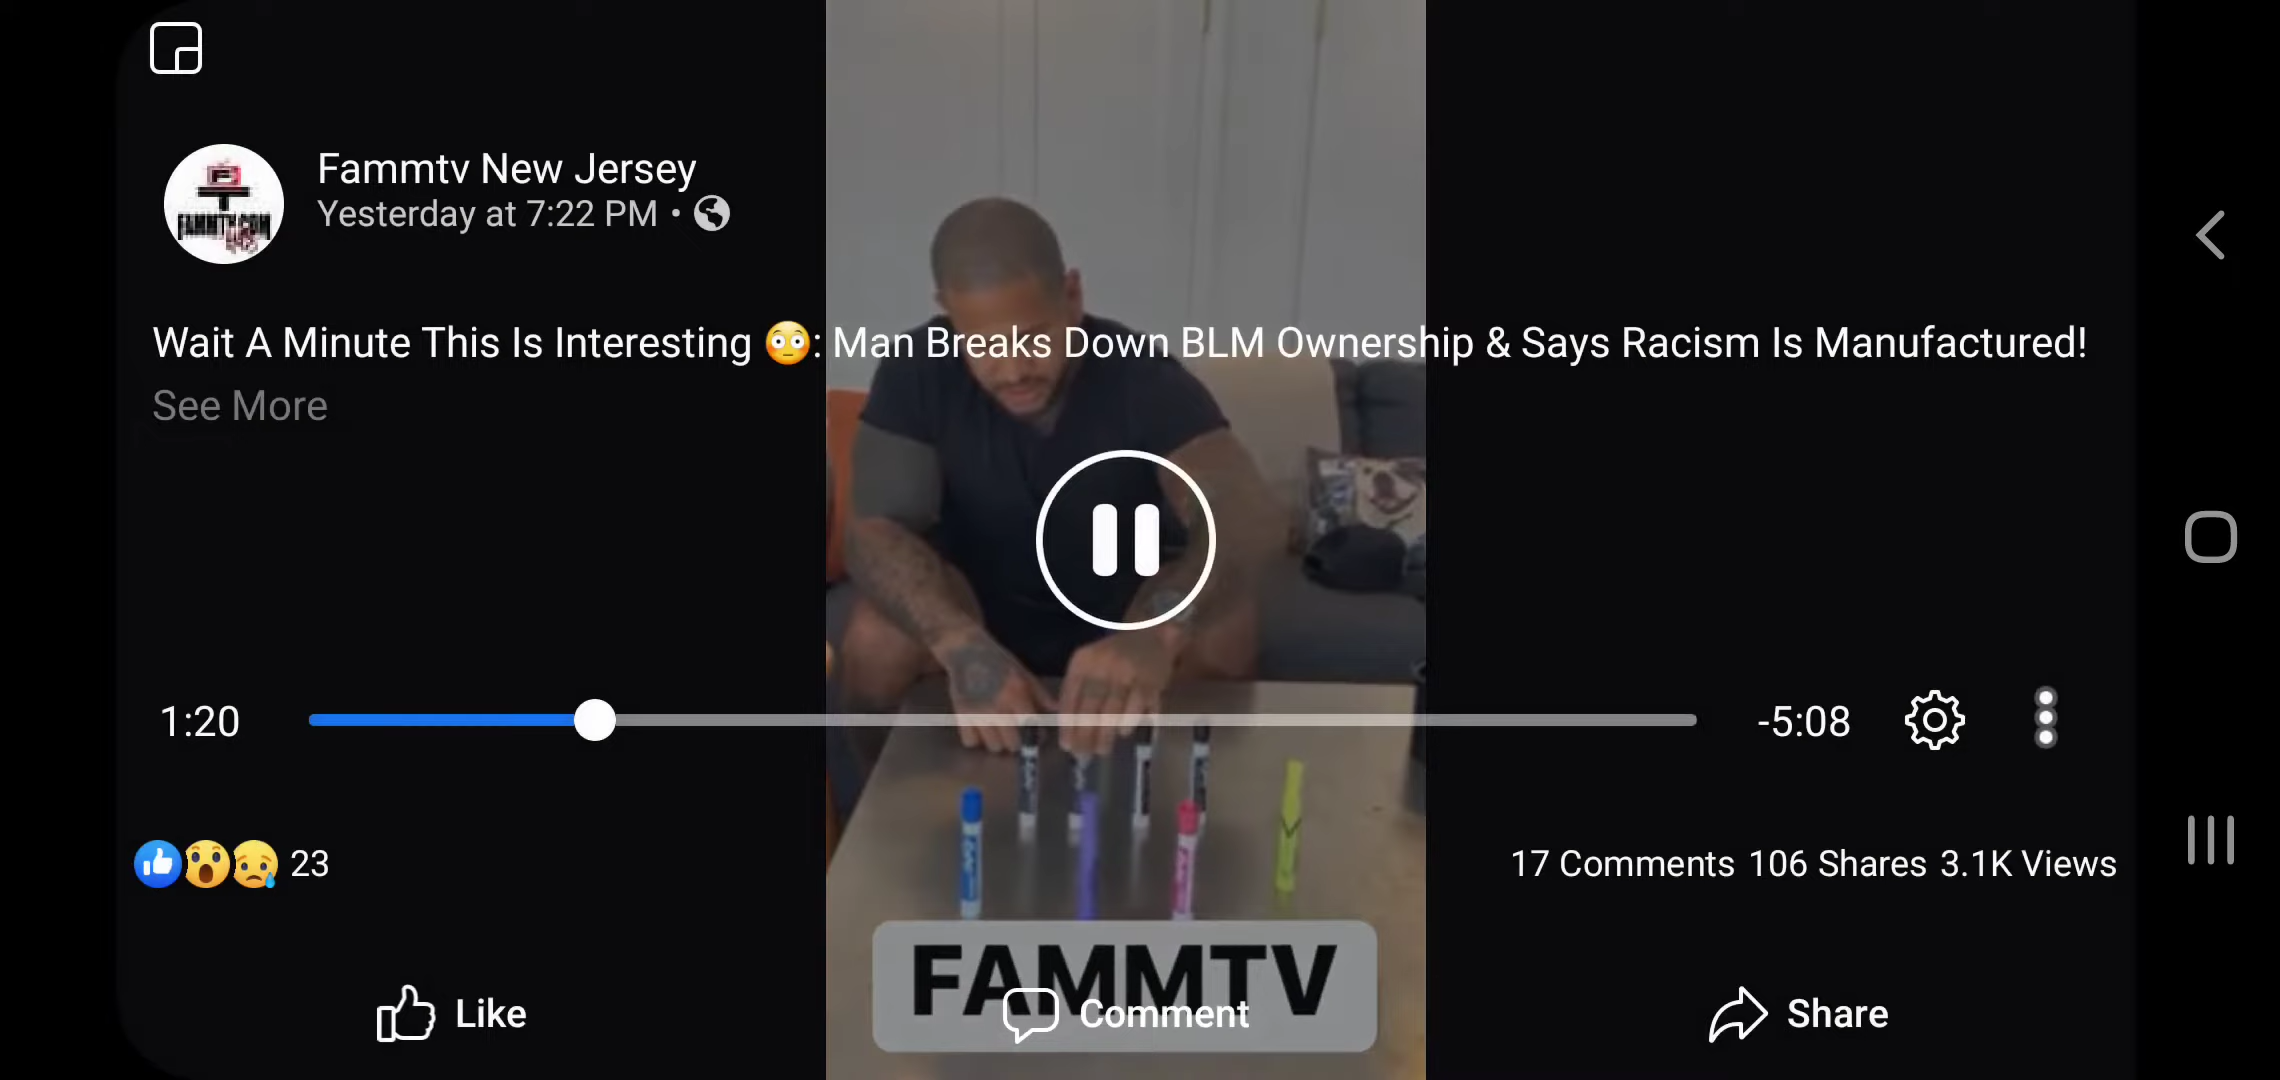 Fammtv New Jersey
Yesterday at 7:22 PM •
Wait A Minute This Is Interesting 😳: Man Breaks Down BLM Ownership & Says Racism Is Manufactured!
See More
1:20
-5:08
23
17 Comments 106 Shares 3.1K Views
FAMMTV
Like
Comment
Share